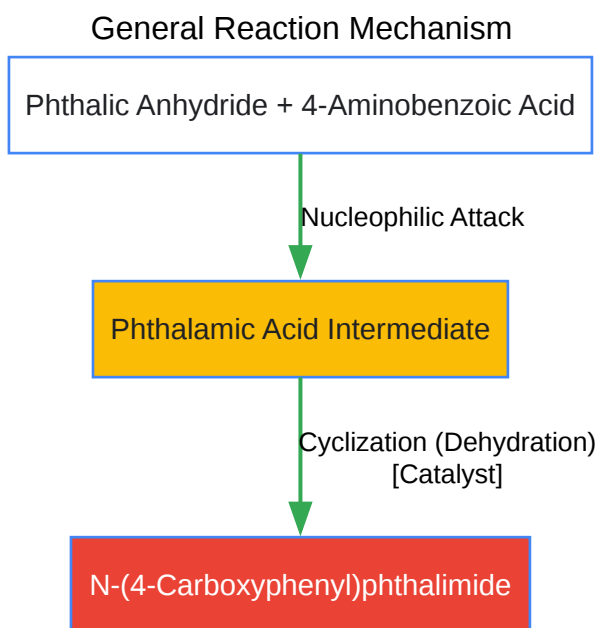 General Reaction Mechanism
Phthalic Anhydride + 4-Aminobenzoic Acid
Nucleophilic Attack
Phthalamic Acid Intermediate
Cyclization (Dehydration)
[Catalyst]
N-(4-Carboxyphenyl)phthalimide